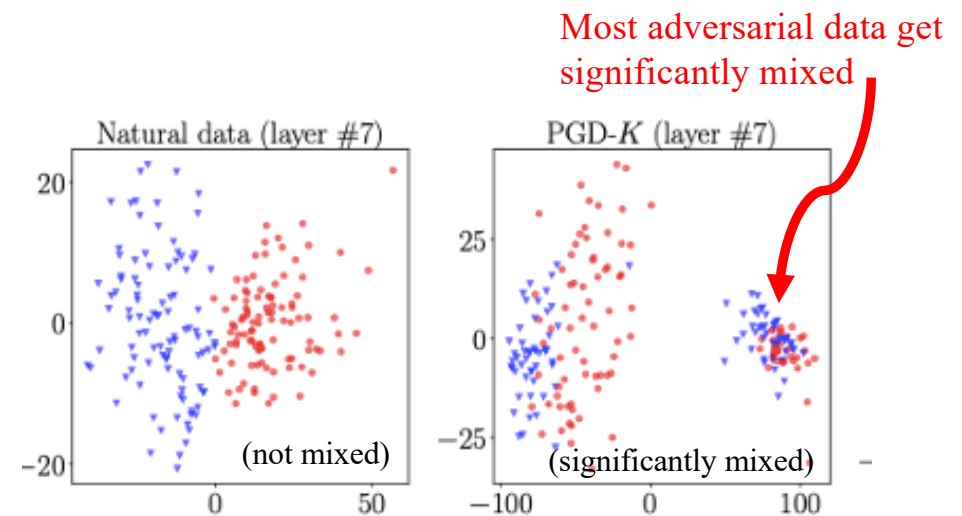 Most adversarial data get
significantly mixed
Natural data (layer #7)
20
0
−20
0
50
(not mixed)
PGD-K (layer #7)
25
0
−25
−100
0
100
(significantly mixed)